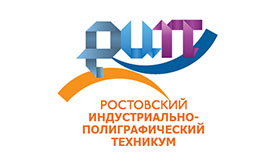 рипт
РОСТОВСКИЙ
ИНДУСТРИАЛЬНО-
ПОЛИГРАФИЧЕСКИЙ
ТЕХНИКУМ